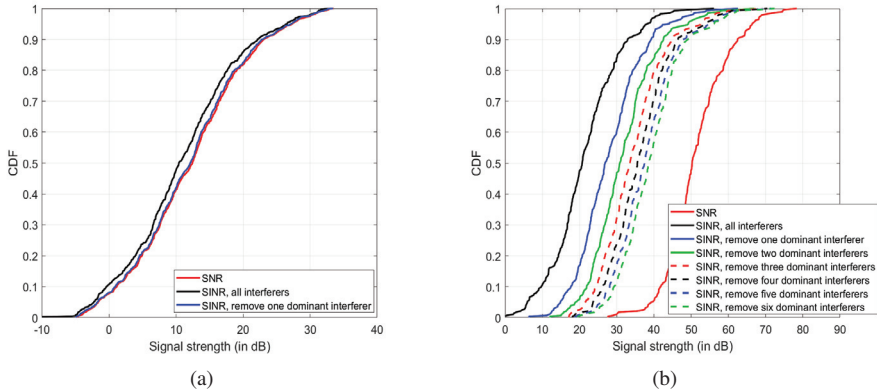 1
0.9
0.8
0.7
0.6
0.5
0.4
0.3
0.2
0.1
0
CDF
-10
0
10
20
30
40
Signal strength (in dB)
SNR
SINR, all interferers
SINR, remove one dominant interferer
(a)
1
0.9
0.8
0.7
0.6
0.5
0.4
0.3
0.2
0.1
0
CDF
0
10
20
30
40
50
60
70
80
90
Signal strength (in dB)
SNR
SINR, all interferers
SINR, remove one dominant interferer
SINR, remove two dominant interferers
SINR, remove three dominant interferers
SINR, remove four dominant interferers
SINR, remove five dominant interferers
SINR, remove six dominant interferers
(b)